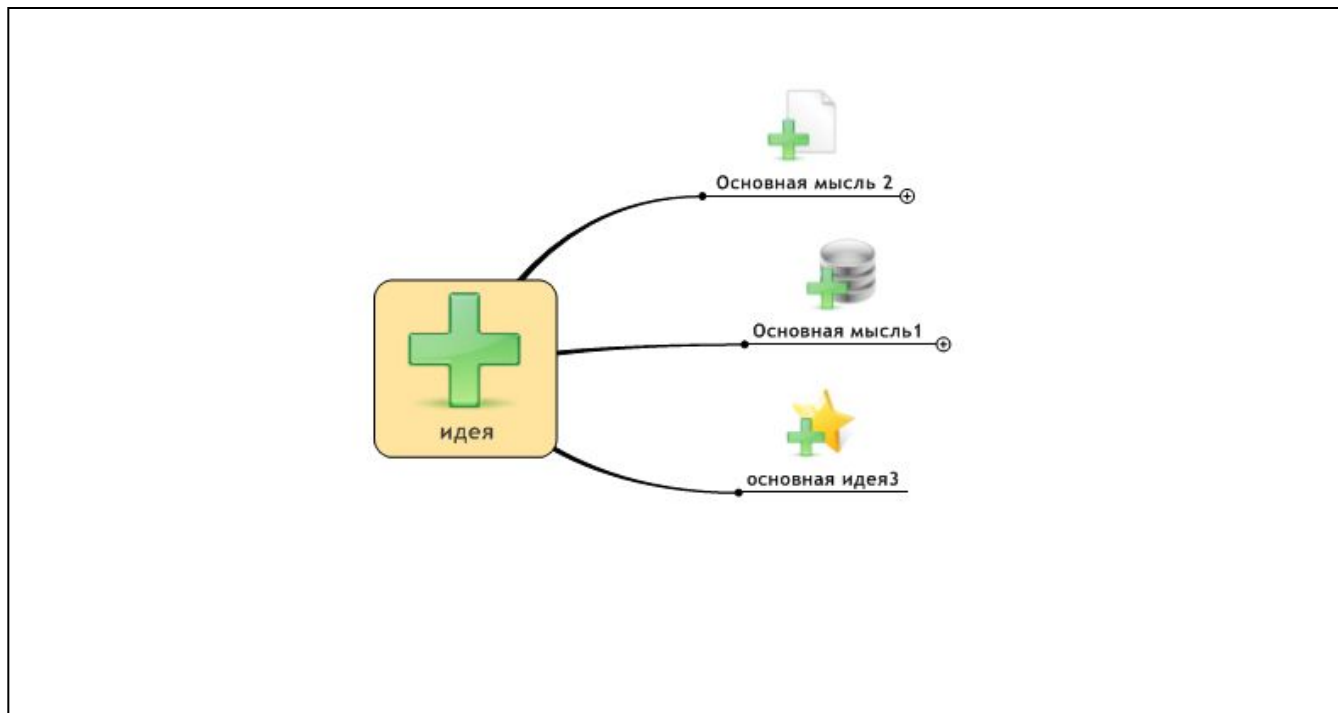 Основная мысль 2
Основная мысль1
идея
основная идея3